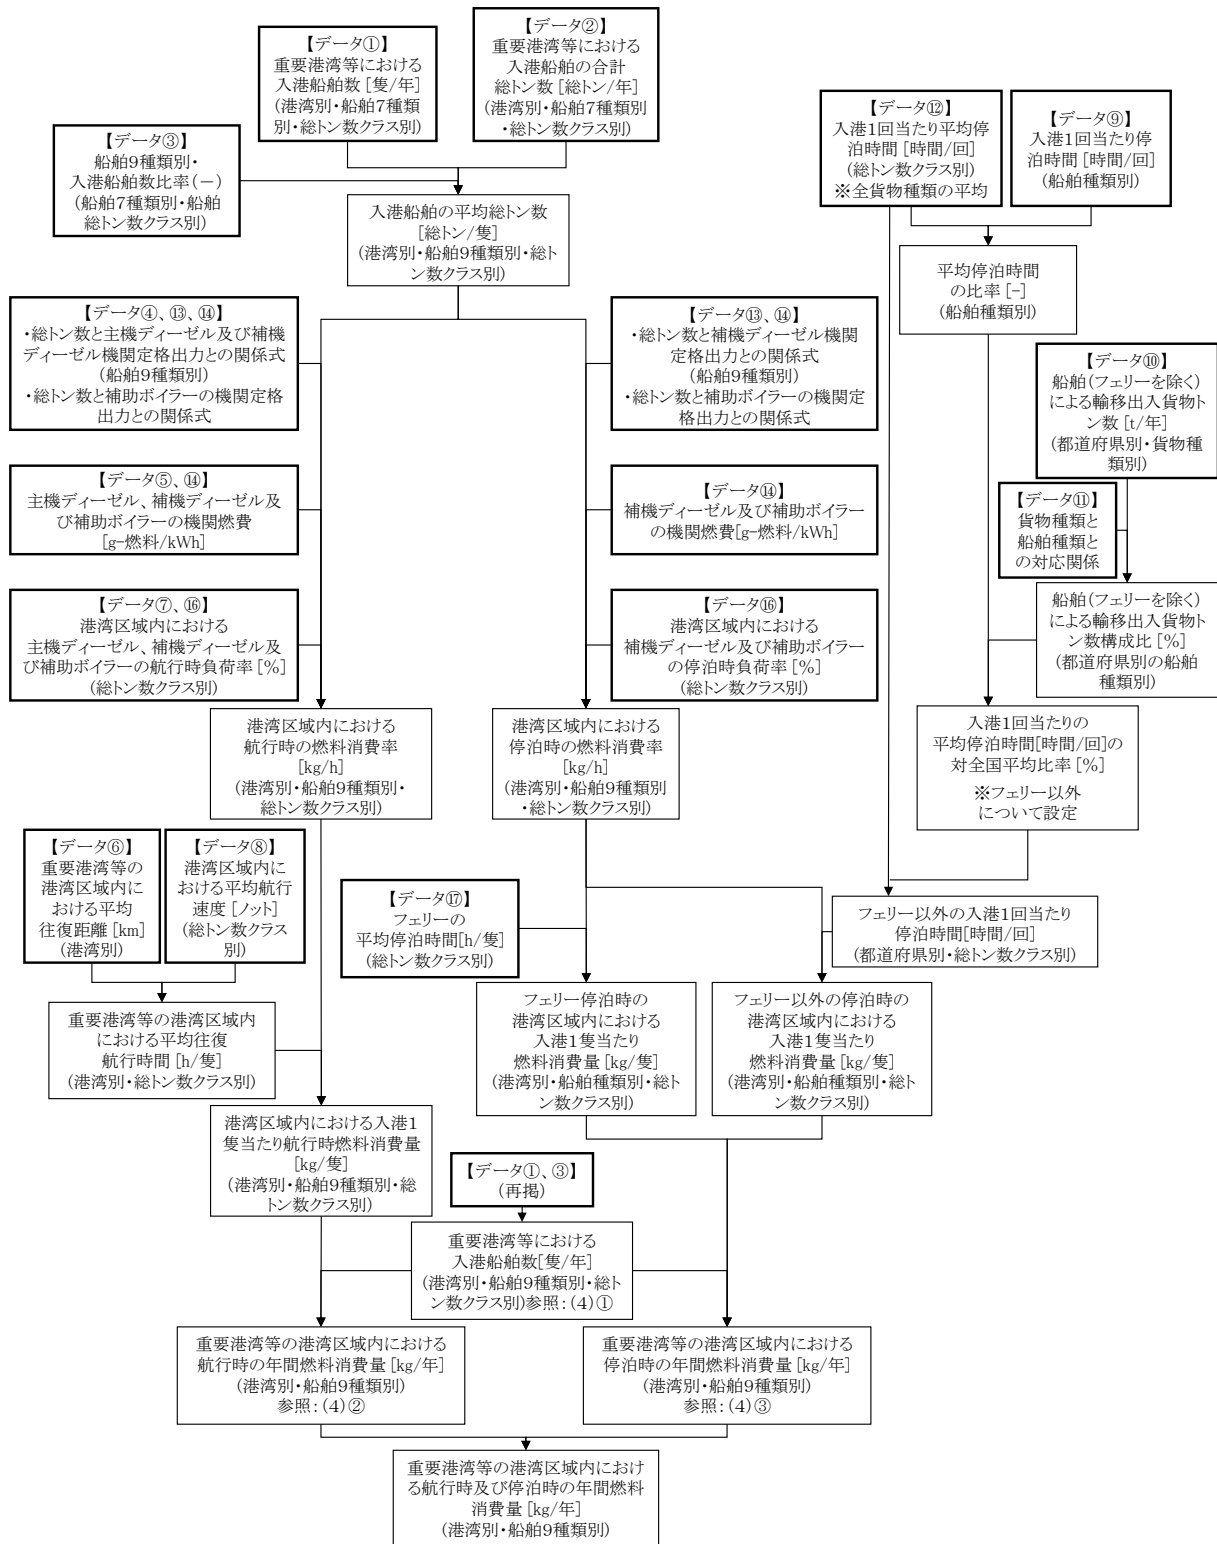 【データ①】
重要港湾等における
入港船舶数［隻/年］
(港湾別・船舶7種類
別・総トン数クラス別)
【データ②】
重要港湾等における
入港船舶の合計
総トン数［総トン/年］
(港湾別・船舶7種類別
・総トン数クラス別)
【データ③】
船舶9種類別・
入港船舶数比率(－)
(船舶7種類別・船舶
総トン数クラス別)
【データ⑫】
入港1回当たり平均停
泊時間［時間/回］
(総トン数クラス別)
※全貨物種類の平均
【データ⑨】
入港1回当たり停
泊時間［時間/回］
(船舶種類別)
入港船舶の平均総トン数
［総トン/隻］
(港湾別・船舶9種類別・総ト
ン数クラス別)
平均停泊時間
の比率［-］
(船舶種類別)
【データ④、⑬、⑭】
・総トン数と主機ディーゼル及び補機
ディーゼル機関定格出力との関係式
(船舶9種類別)
・総トン数と補助ボイラーの機関定格
出力との関係式
【データ⑬、⑭】
・総トン数と補機ディーゼル機関
定格出力との関係式
(船舶9種類別)
・総トン数と補助ボイラーの機関定
格出力との関係式
【データ⑩】
船舶(フェリーを除く)
による輸移出入貨物ト
ン数［t/年］
(都道府県別・貨物種
類別)
【データ⑤、⑭】
主機ディーゼル、補機ディーゼル及
び補助ボイラーの機関燃費
［g-燃料/kWh］
【データ⑭】
補機ディーゼル及び補助ボイラー
の機関燃費[g-燃料/kWh]
【データ⑪】
貨物種類と
船舶種類と
の対応関係
【データ⑦、⑯】
港湾区域内における
主機ディーゼル、補機ディーゼル及
び補助ボイラーの航行時負荷率［%］
(総トン数クラス別)
【データ⑯】
港湾区域内における
補機ディーゼル及び補助ボイラー
の停泊時負荷率［%］
(総トン数クラス別)
船舶(フェリーを除く)
による輸移出入貨物ト
ン数構成比［%］
(都道府県別の船舶
種類別)
港湾区域内における
航行時の燃料消費率
［kg/h］
(港湾別・船舶9種類別・
総トン数クラス別)
港湾区域内における
停泊時の燃料消費率
［kg/h］
(港湾別・船舶9種類別
・総トン数クラス別)
入港1回当たりの
平均停泊時間[時間/回]の
対全国平均比率［%］
※フェリー以外
について設定
【データ⑥】
重要港湾等の
港湾区域内に
おける平均
往復距離［km］
(港湾別)
【データ⑧】
港湾区域内に
おける平均航行
速度［ノット］
(総トン数クラス
別)
【データ⑰】
フェリーの
平均停泊時間[h/隻]
(総トン数クラス別)
フェリー以外の入港1回当たり
停泊時間［時間/回］
(都道府県別・総トン数クラス別)
重要港湾等の港湾区域内
における平均往復
航行時間［h/隻］
(港湾別・総トン数クラス別)
フェリー停泊時の
港湾区域内における
入港1隻当たり
燃料消費量［kg/隻］
(港湾別・船舶種類別・総ト
ン数クラス別)
フェリー以外の停泊時の
港湾区域内における
入港1隻当たり
燃料消費量［kg/隻］
(港湾別・船舶種類別・総ト
ン数クラス別)
港湾区域内における入港1
隻当たり航行時燃料消費量
［kg/隻］
(港湾別・船舶9種類別・総
トン数クラス別)
【データ①、③】
(再掲)
重要港湾等における
入港船舶数[隻/年]
(港湾別・船舶9種類別・総ト
ン数クラス別)参照:(4)①
重要港湾等の港湾区域内における
航行時の年間燃料消費量［kg/年］
(港湾別・船舶9種類別)
参照:(4)②
重要港湾等の港湾区域内における
停泊時の年間燃料消費量［kg/年］
(港湾別・船舶9種類別)
参照:(4)③
重要港湾等の港湾区域内におけ
る航行時及び停泊時の年間燃料
消費量［kg/年］
(港湾別・船舶9種類別)